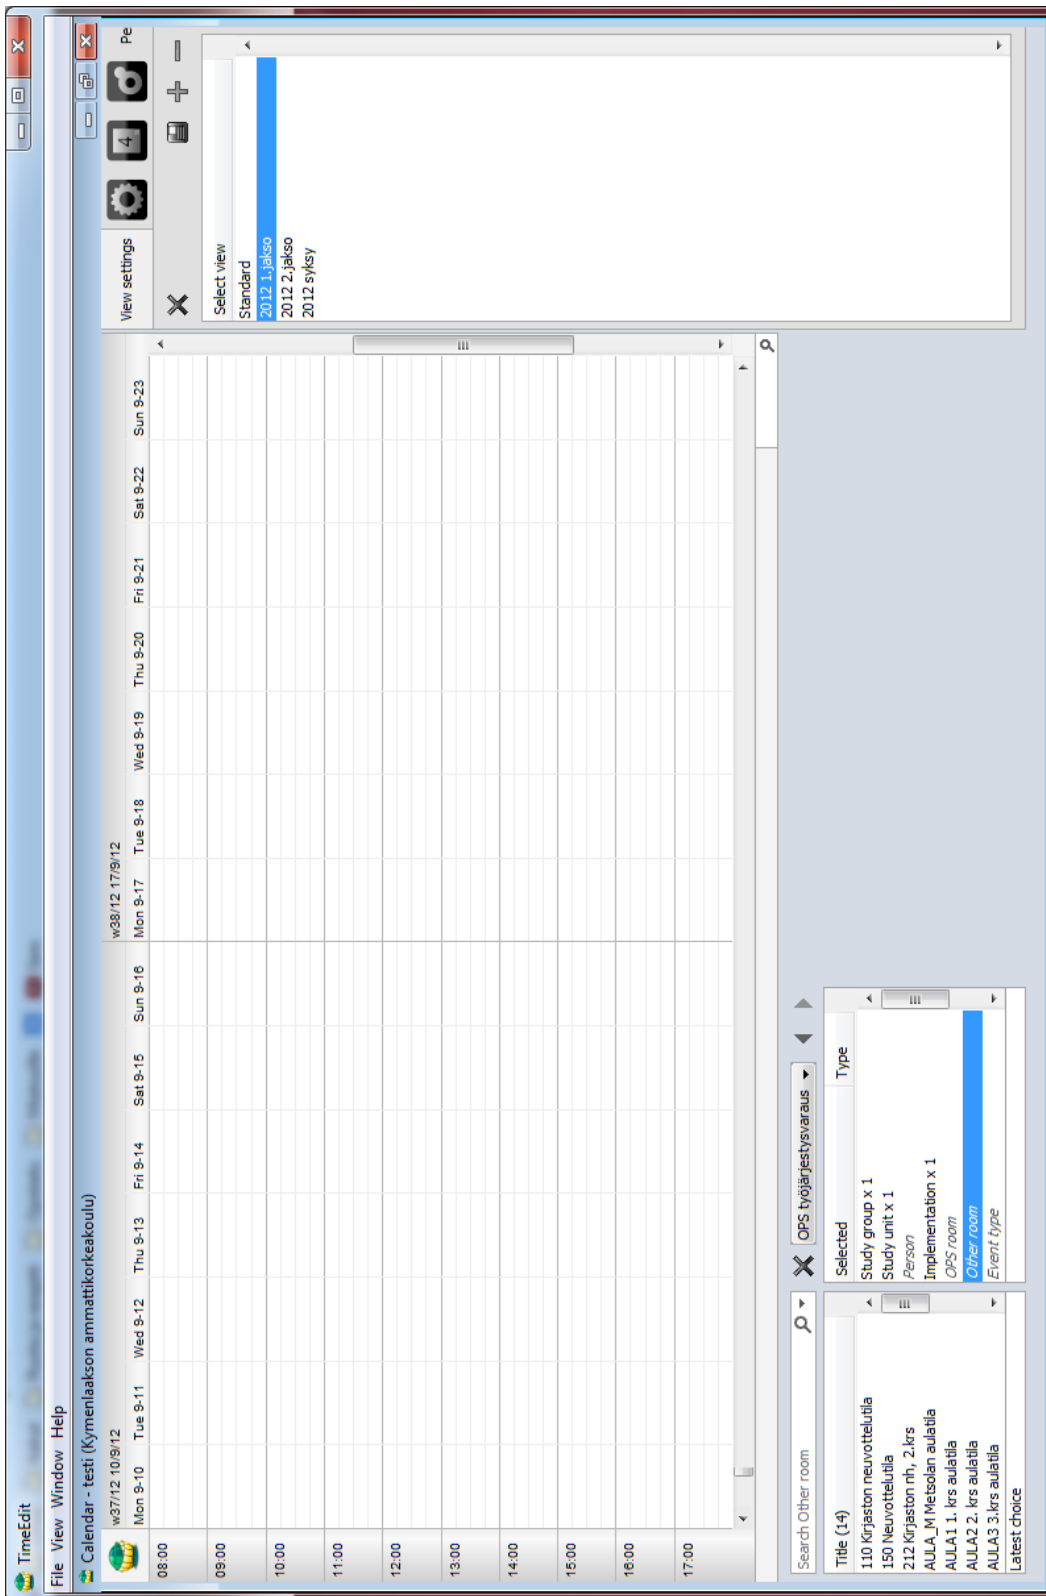 TimeEdit
File View Window Help
Calendar - testi (Kymenlaakson ammattikorkeakoulu)
w37/12 10/9/12
w38/12 17/9/12
Mon 9-10 Tue 9-11 Wed 9-12 Thu 9-13 Fri 9-14 Sat 9-15 Sun 9-16 Mon 9-17 Tue 9-18 Wed 9-19 Thu 9-20 Fri 9-21 Sat 9-22 Sun 9-23
08:00
09:00
10:00
11:00
12:00
13:00
14:00
15:00
16:00
17:00
View settings
4
Pe
Select view
Standard
2012 1.jakso
2012 2.jakso
2012 syksy
Search Other room
OPS työjärjestysvaraus
Title (14)
110 Kirjaston neuvottelutila
150 Neuvottelutila
212 Kirjaston nh, 2.krs
AULA_M Metsolan aulatila
AULA1 1. krs aulatila
AULA2 2. krs aulatila
AULA3 3.krs aulatila
Latest choice
Selected Type
Study group x 1
Study unit x 1
Person
Implementation x 1
OPS room
Other room
Event type